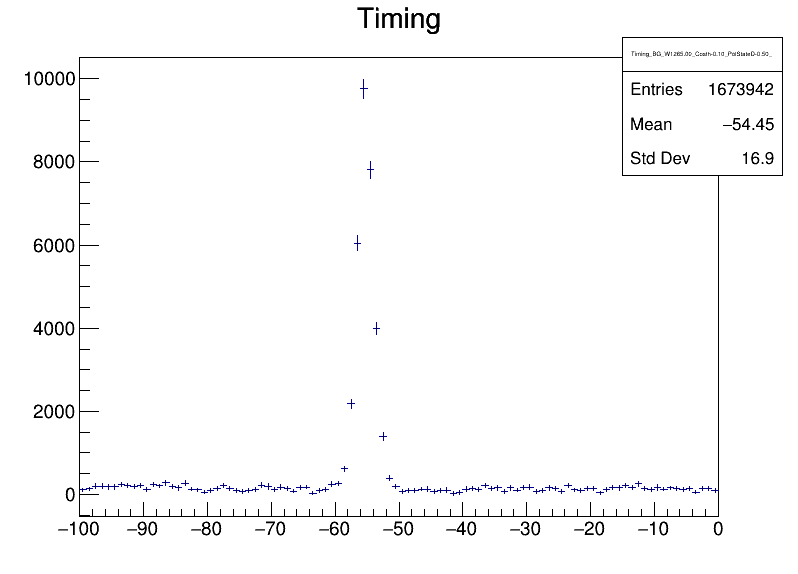 Timing
Timing_BG_W1265.00_Costh-0.10_PolStateD-0.50_
Entries 1673942
Mean −54.45
Std Dev 16.9
10000
8000
6000
4000
2000
0
−100 −90 −80 −70 −60 −50 −40 −30 −20 −10 0